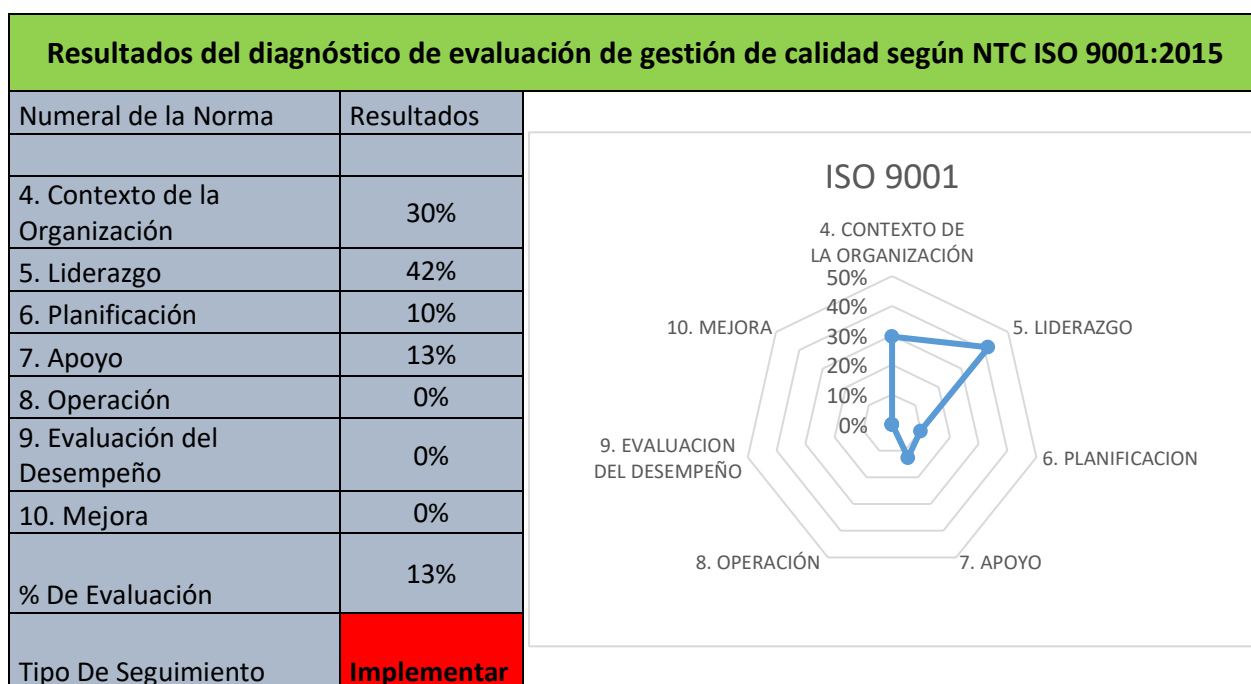 Resultados del diagnóstico de evaluación de gestión de calidad según NTC ISO 9001:2015
Numeral de la Norma Resultados
4. Contexto de la
Organización
30%
5. Liderazgo 42%
6. Planificación 10%
7. Apoyo 13%
8. Operación 0%
9. Evaluación del
Desempeño
0%
10. Mejora 0%
% De Evaluación 13%
Tipo De Seguimiento Implementar
ISO 9001
4. CONTEXTO DE
LA ORGANIZACIÓN
50%
40%
30%
20%
10%
0%
5. LIDERAZGO
6. PLANIFICACION
7. APOYO
8. OPERACIÓN
9. EVALUACION
DEL DESEMPEÑO
10. MEJORA